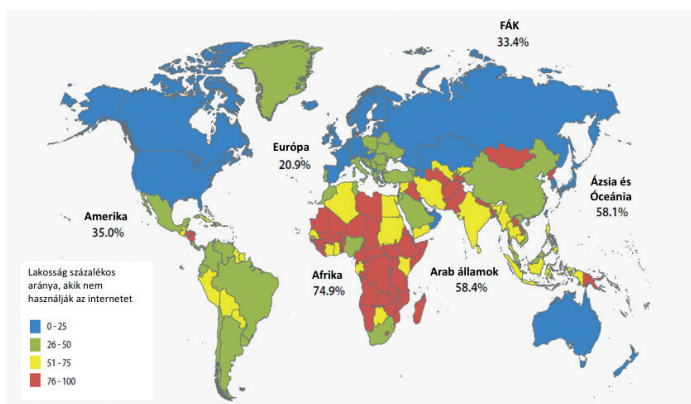 FÁK
33.4%
Európa
20.9%
Ázsia és
Óceánia
58.1%
Amerika
35.0%
Afrika
74.9%
Arab államok
58.4%
Lakosság százalékos
aránya, akik nem
használják az internetet
0 - 25
26 - 50
51 - 75
76 - 100